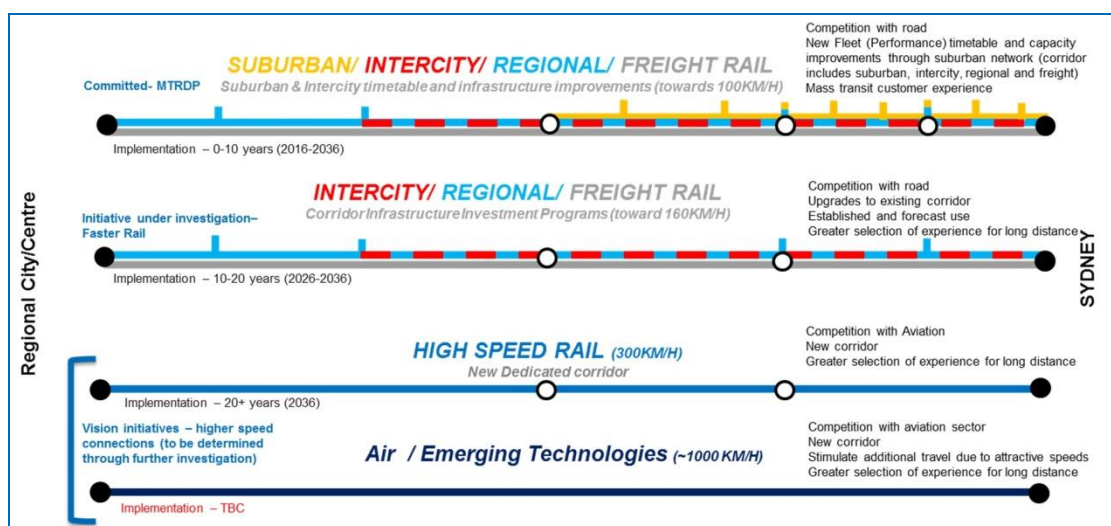 Regional City/Centre
SYDNEY
SUBURBAN/ INTERCITY/ REGIONAL/ FREIGHT RAIL
Suburban & Intercity timetable and infrastructure improvements (towards 100KM/H)
Committed- MTRDP
Implementation – 0-10 years (2016-2036)
Competition with road
New Fleet (Performance) timetable and capacity
improvements through suburban network (corridor
includes suburban, intercity, regional and freight)
Mass transit customer experience
INTERCITY/ REGIONAL/ FREIGHT RAIL
Corridor Infrastructure Investment Programs (toward 160KM/H)
Initiative under investigation–
Faster Rail
Implementation – 10-20 years (2026-2036)
Competition with road
Upgrades to existing corridor
Established and forecast use
Greater selection of experience for long distance
HIGH SPEED RAIL (300KM/H)
New Dedicated corridor
Implementation – 20+ years (2036)
Competition with Aviation
New corridor
Greater selection of experience for long distance
Vision initiatives – higher speed
connections (to be determined
through further investigation)
Air / Emerging Technologies (~1000 KM/H)
Implementation – TBC
Competition with aviation sector
New corridor
Stimulate additional travel due to attractive speeds
Greater selection of experience for long distance